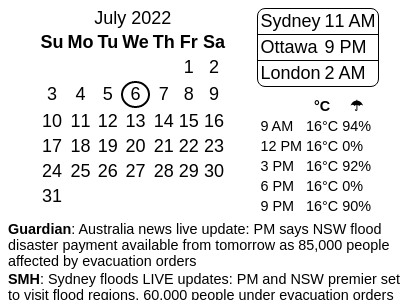 July 2022
Su Mo Tu We Th Fr Sa
1 2
3 4 5 6 7 8 9
10 11 12 13 14 15 16
17 18 19 20 21 22 23
24 25 26 27 28 29 30
31
Sydney 11 AM
Ottawa 9 PM
London 2 AM
°C ☂
9 AM 16°C 94%
12 PM 16°C 0%
3 PM 16°C 92%
6 PM 16°C 0%
9 PM 16°C 90%
Guardian: Australia news live update: PM says NSW flood
disaster payment available from tomorrow as 85,000 people
affected by evacuation orders
SMH: Sydney floods LIVE updates: PM and NSW premier set
to visit flood regions, 60,000 people under evacuation orders